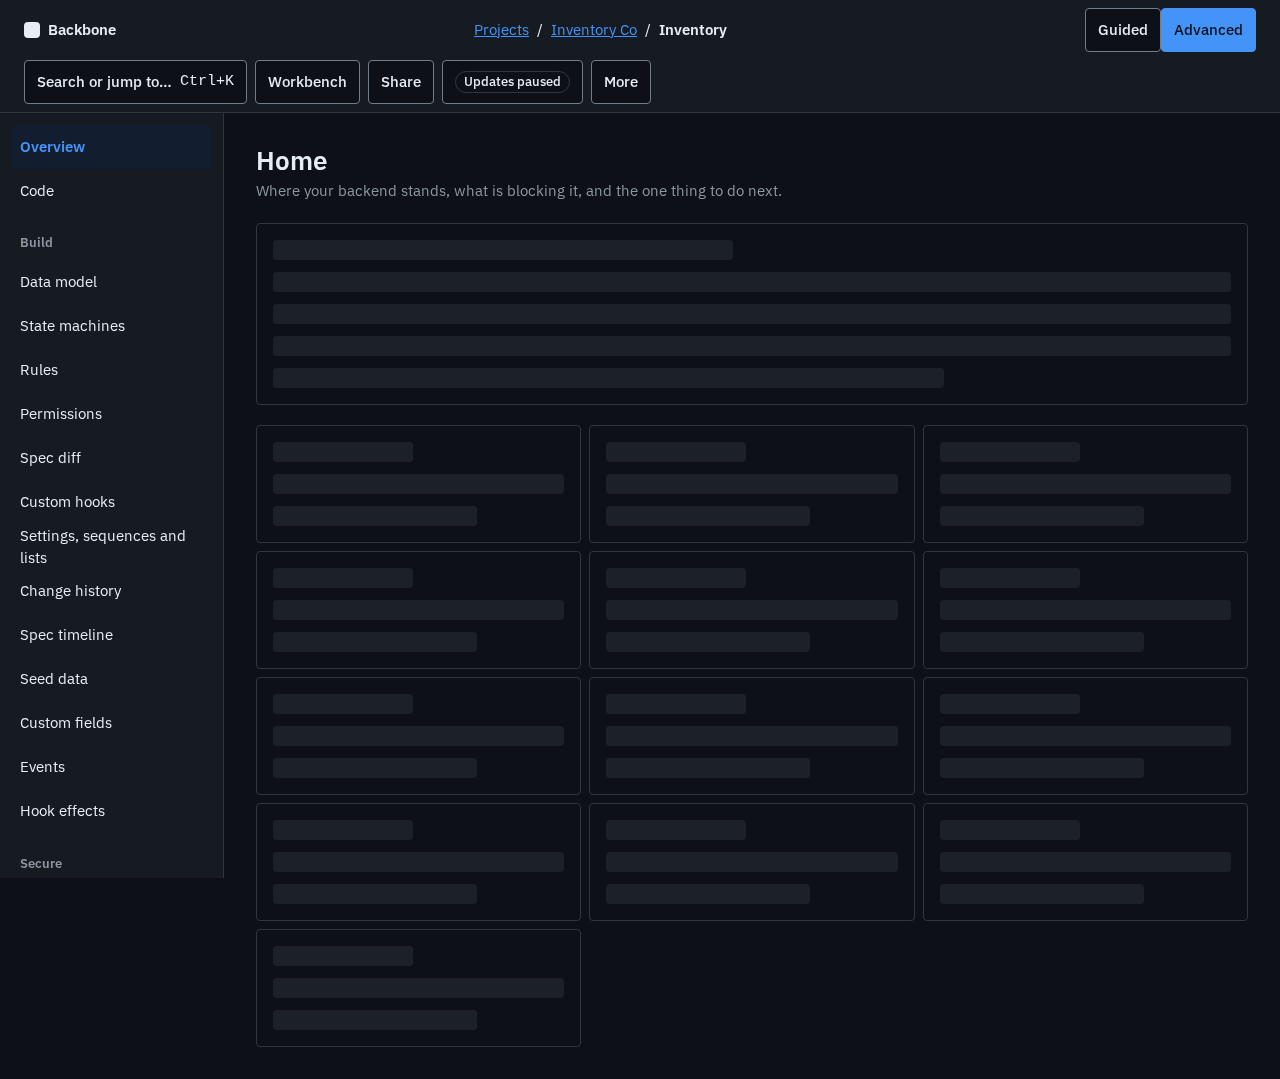 Backbone
Projects / Inventory Co / Inventory
Guided
Advanced
Search or jump to... Ctrl+K
Workbench
Share
Updates paused
More
Overview
Code
Build
Data model
State machines
Rules
Permissions
Spec diff
Custom hooks
Settings, sequences and
lists
Change history
Spec timeline
Seed data
Custom fields
Events
Hook effects
Secure
Home
Where your backend stands, what is blocking it, and the one thing to do next.